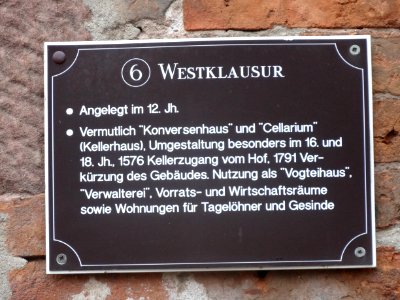 6 WESTKLAUSUR
• Angelegt im 12. Jh.
• Vermutlich "Konversenhaus" und "Cellarium"
(Kellerhaus), Umgestaltung besonders im 16. und
18. Jh., 1576 Kellerzugang vom Hof, 1791 Ver-
kürzung des Gebäudes. Nutzung als "Vogteihaus",
"Verwalterei", Vorrats- und Wirtschaftsräume
sowie Wohnungen für Tagelöhner und Gesinde